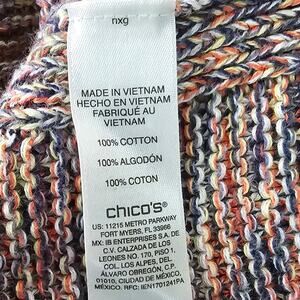 nxg
MADE IN VIETNAM
HECHO EN VIETNAM
FABRIQUÉ AU
VIETNAM
100% COTTON
100% ALGODÓN
100% COTON
chico's®
US: 11215 METRO PARKWAY
FORT MYERS, FL 33966
MX: IB ENTERPRISES S.A. DE
C.V. CALZADA DE LOS
LEONES NO. 170, PISO 1,
COL. LOS ALPES, DEL.
ÁLVARO OBREGÓN, C.P.
01010, CIUDAD DE MÉXICO,
MÉXICO. RFC: IEN1701241PA